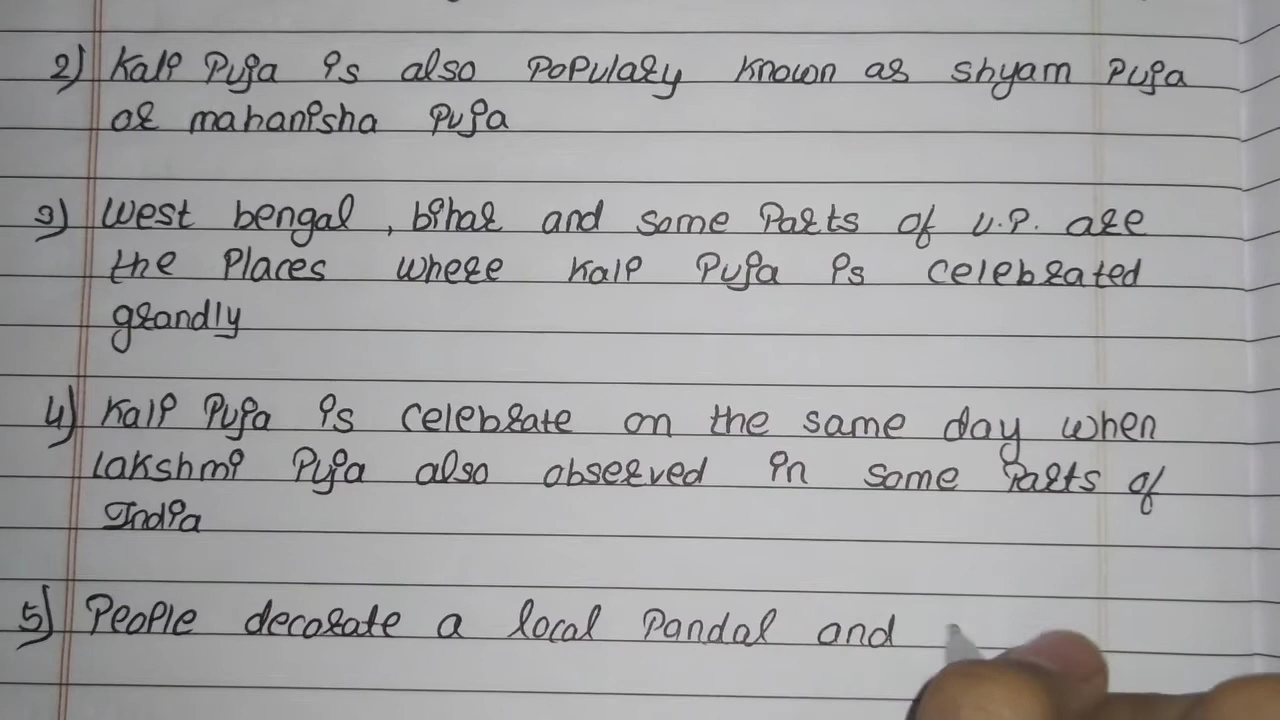 2) Kali Puja is also Populary known as shyam Puja
or mahanisha Puja
3) West bengal, bihar and some Parts of U.P. are
the Places where Kali Puja is celebrated
grandly
4) Kali Puja is celebrate on the same day when
lakshmi Puja also observed in some Parts of
India
5) People decorate a local Pandal and